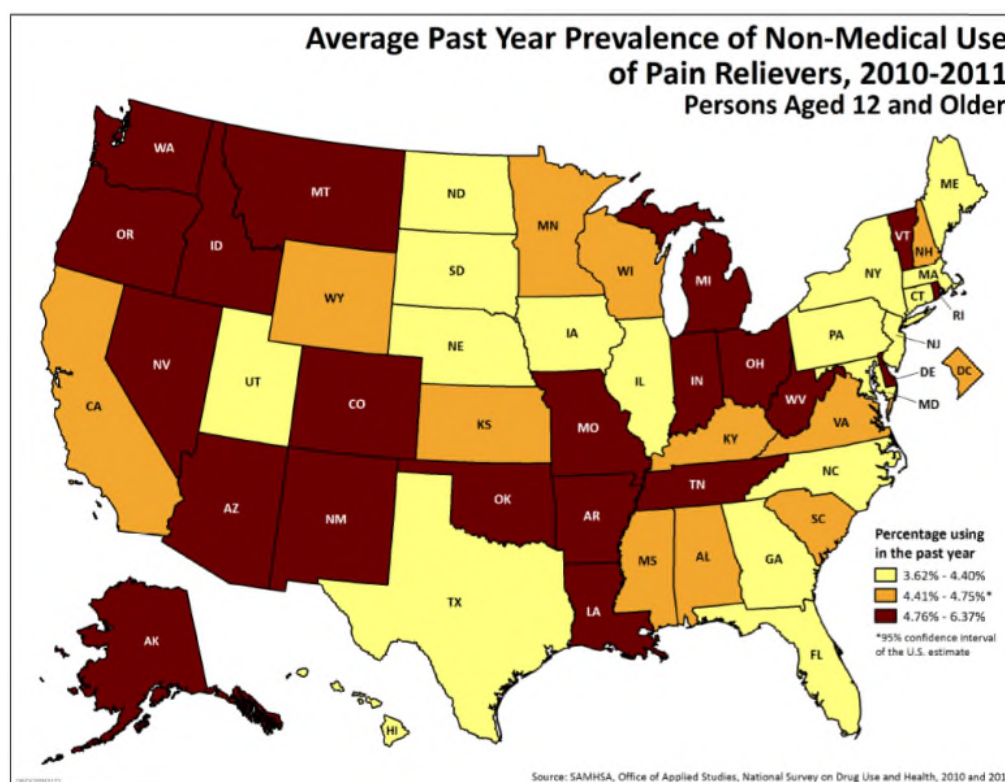 Average Past Year Prevalence of Non-Medical Use
of Pain Relievers, 2010-2011
Persons Aged 12 and Older
WA
MT
ND
MN
ME
OR
ID
SD
WI
MI
VT
NH
NY
MA
CT
RI
WY
IA
PA
NE
NJ
NV
UT
IL
IN
OH
DE
DC
CO
MD
CA
KS
MO
WV
VA
KY
NC
TN
AZ
NM
OK
AR
SC
MS
AL
GA
TX
LA
FL
AK
HI
Percentage using
in the past year
3.62% - 4.40%
4.41% - 4.75%*
4.76% - 6.37%
*95% confidence interval
of the U.S. estimate
Source: SAMHSA, Office of Applied Studies, National Survey on Drug Use and Health, 2010 and 201